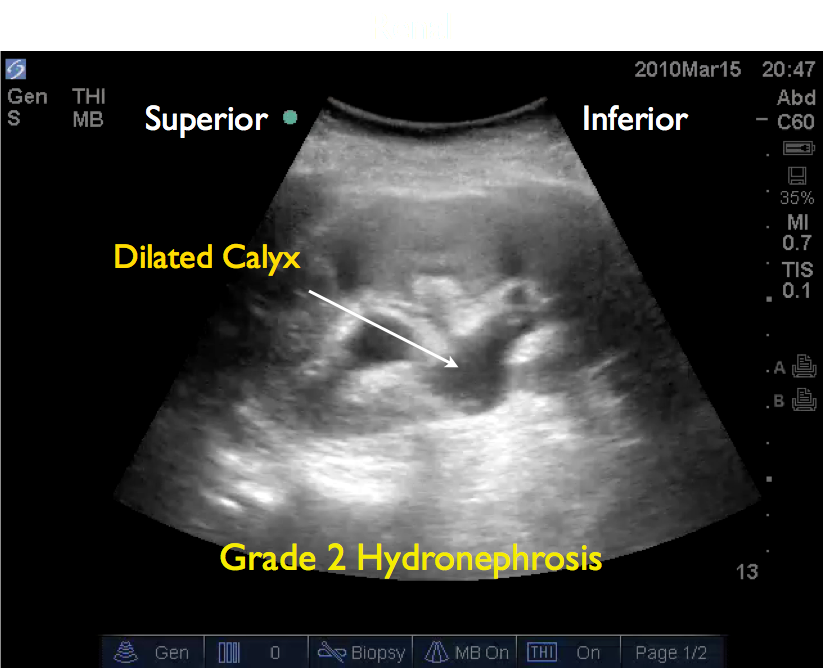 2010Mar15 20:47
Gen THI
S MB
Abd
C60
Superior
Inferior
35%
MI
0.7
TIS
0.1
Dilated Calyx
A
B
Grade 2 Hydronephrosis
13
Gen
0
Biopsy
MB On
THI On
Page 1/2